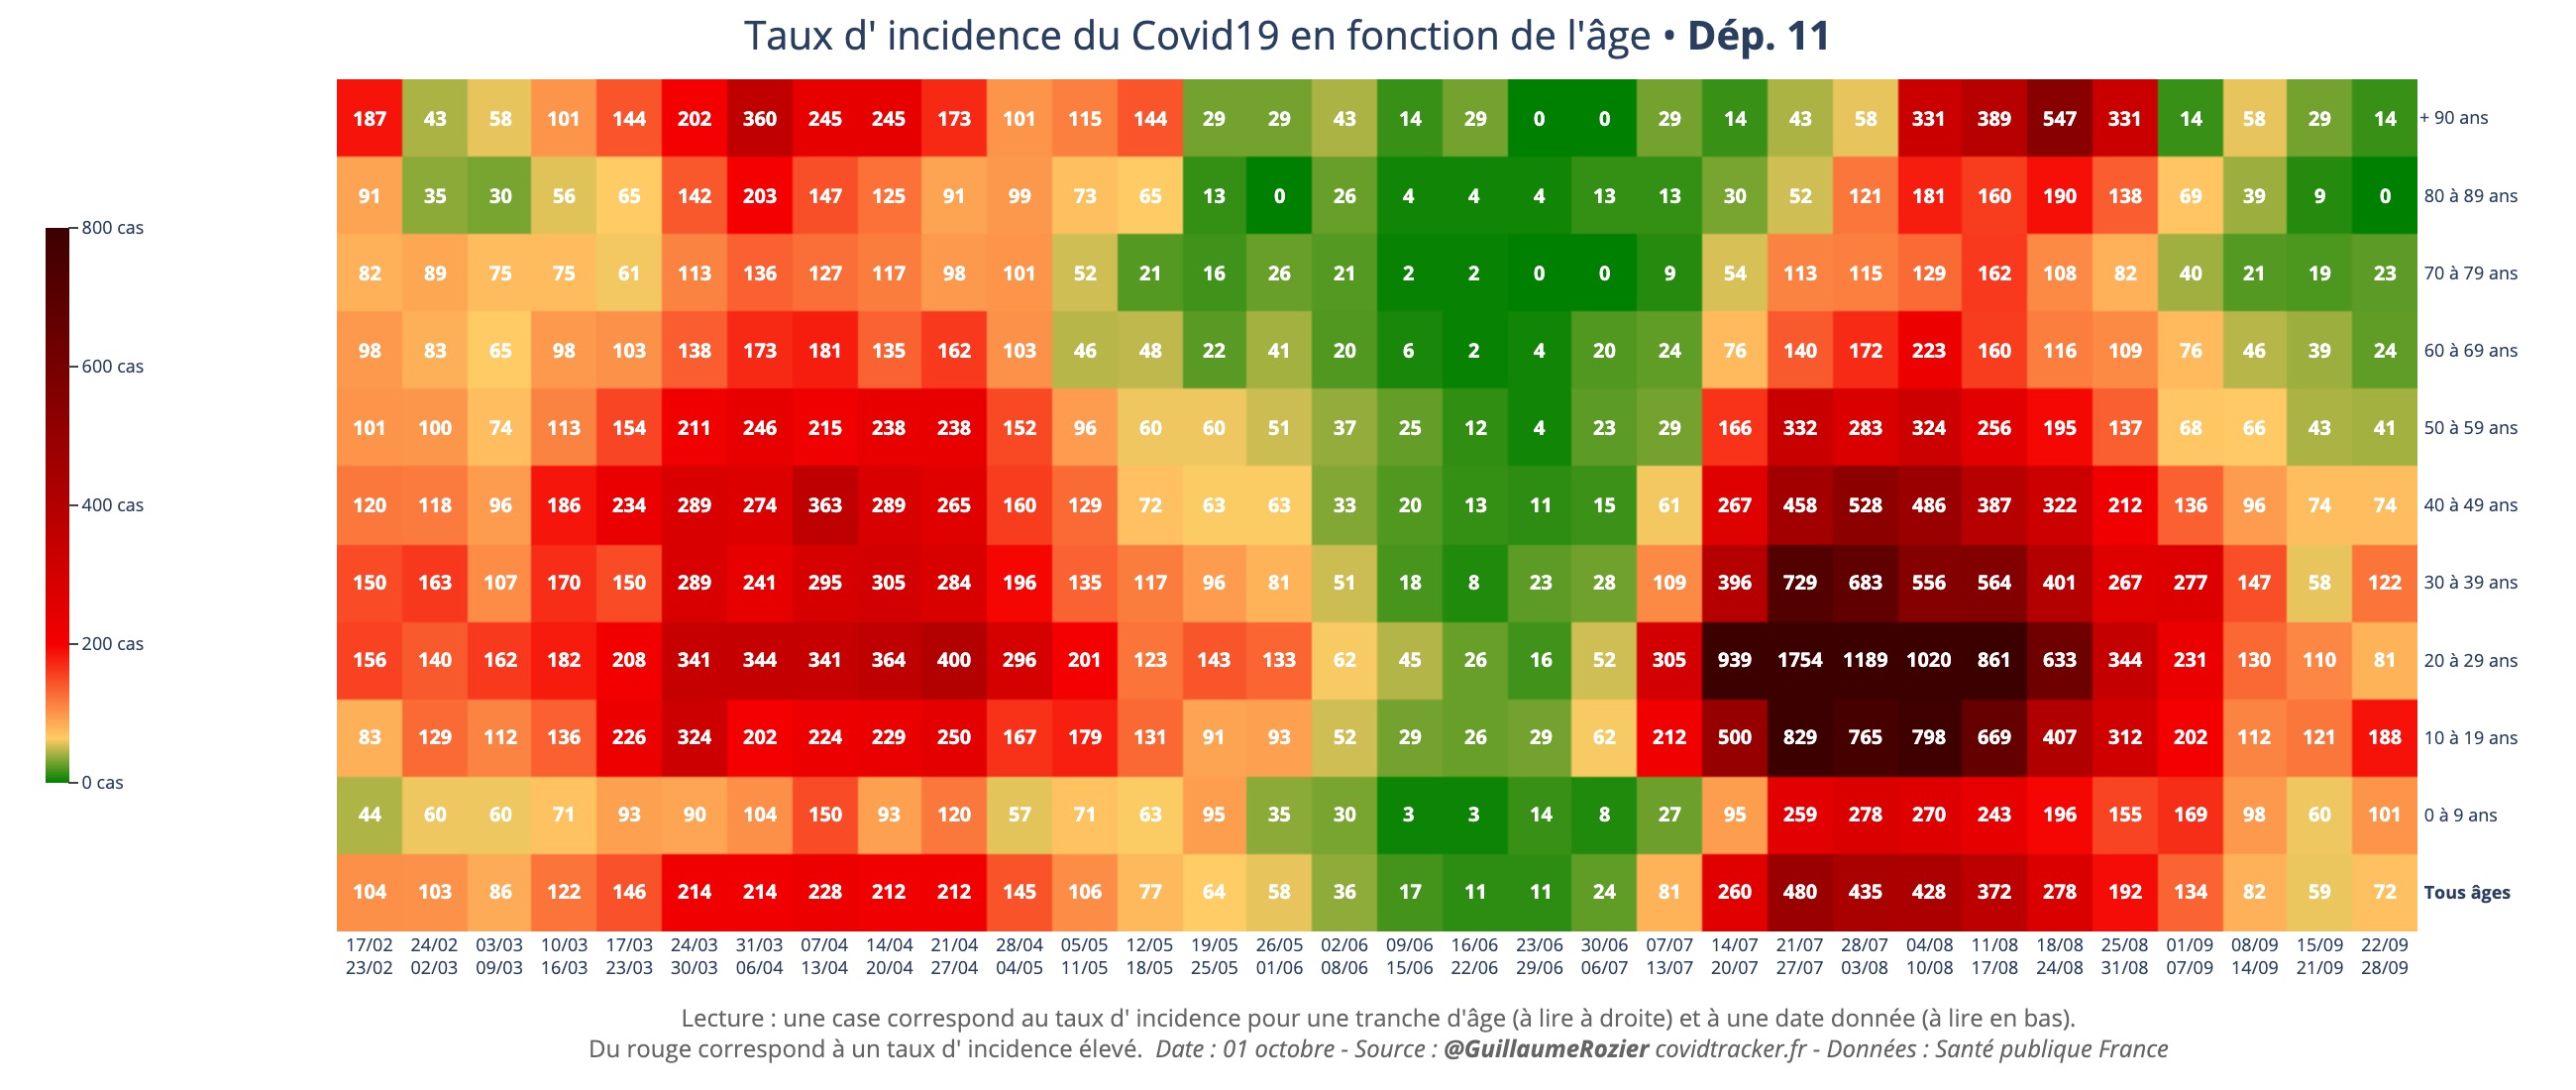 Taux d' incidence du Covid19 en fonction de l'âge • Dép. 11
187 43 58 101 144 202 360 245 245 173 101 115 144 29 29 43 14 29 0 0 29 14 43 58 331 389 547 331 14 58 29 14 + 90 ans
91 35 30 56 65 142 203 147 125 91 99 73 65 13 0 26 4 4 4 13 13 30 52 121 181 160 190 138 69 39 9 0 80 à 89 ans
800 cas
82 89 75 75 61 113 136 127 117 98 101 52 21 16 26 21 2 2 0 0 9 54 113 115 129 162 108 82 40 21 19 23 70 à 79 ans
98 83 65 98 103 138 173 181 135 162 103 46 48 22 41 20 6 2 4 20 24 76 140 172 223 160 116 109 76 46 39 24 60 à 69 ans
600 cas
101 100 74 113 154 211 246 215 238 238 152 96 60 60 51 37 25 12 4 23 29 166 332 283 324 256 195 137 68 66 43 41 50 à 59 ans
400 cas
120 118 96 186 234 289 274 363 289 265 160 129 72 63 63 33 20 13 11 15 61 267 458 528 486 387 322 212 136 96 74 74 40 à 49 ans
150 163 107 170 150 289 241 295 305 284 196 135 117 96 81 51 18 8 23 28 109 396 729 683 556 564 401 267 277 147 58 122 30 à 39 ans
200 cas
156 140 162 182 208 341 344 341 364 400 296 201 123 143 133 62 45 26 16 52 305 939 1754 1189 1020 861 633 344 231 130 110 81 20 à 29 ans
83 129 112 136 226 324 202 224 229 250 167 179 131 91 93 52 29 26 29 62 212 500 829 765 798 669 407 312 202 112 121 188 10 à 19 ans
0 cas
44 60 60 71 93 90 104 150 93 120 57 71 63 95 35 30 3 3 14 8 27 95 259 278 270 243 196 155 169 98 60 101 0 à 9 ans
104 103 86 122 146 214 214 228 212 212 145 106 77 64 58 36 17 11 11 24 81 260 480 435 428 372 278 192 134 82 59 72 Tous âges
17/02 24/02 03/03 10/03 17/03 24/03 31/03 07/04 14/04 21/04 28/04 05/05 12/05 19/05 26/05 02/06 09/06 16/06 23/06 30/06 07/07 14/07 21/07 28/07 04/08 11/08 18/08 25/08 01/09 08/09 15/09 22/09
23/02 02/03 09/03 16/03 23/03 30/03 06/04 13/04 20/04 27/04 04/05 11/05 18/05 25/05 01/06 08/06 15/06 22/06 29/06 06/07 13/07 20/07 27/07 03/08 10/08 17/08 24/08 31/08 07/09 14/09 21/09 28/09
Lecture : une case correspond au taux d' incidence pour une tranche d'âge (à lire à droite) et à une date donnée (à lire en bas).
Du rouge correspond à un taux d' incidence élevé. Date : 01 octobre - Source : @GuillaumeRozier covidtracker.fr - Données : Santé publique France